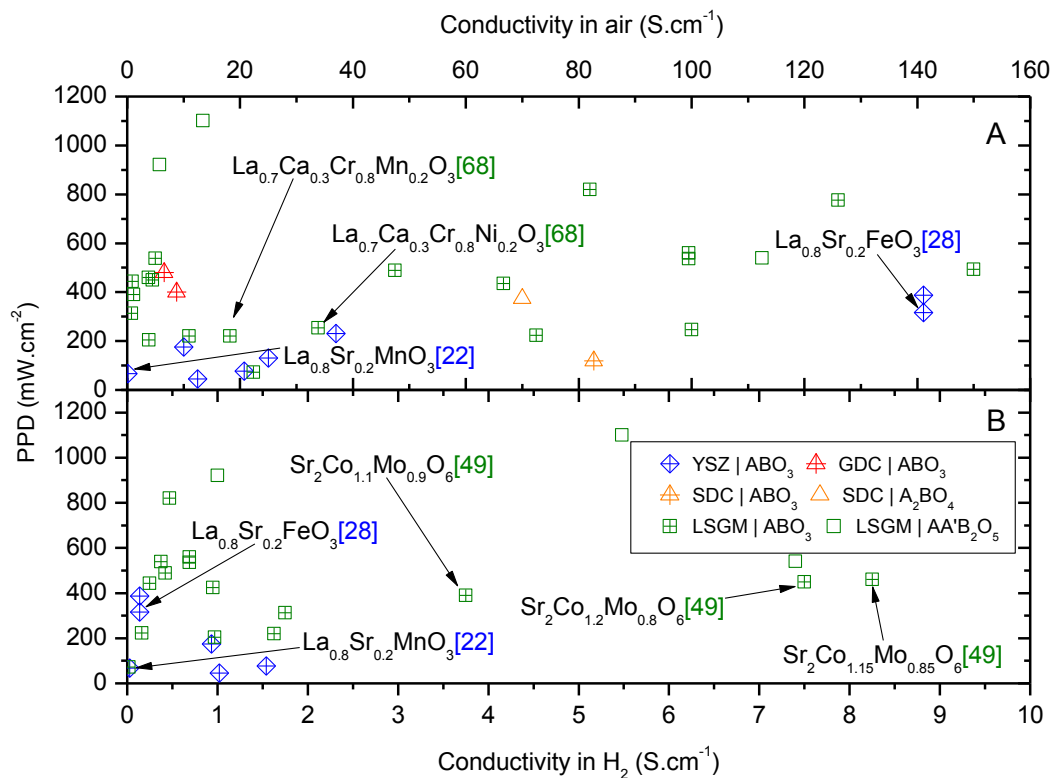 Conductivity in air (S.cm⁻¹)
0 20 40 60 80 100 120 140 160
1200
1000
800
600
400
200
0
A
La₀.₇Ca₀.₃Cr₀.₈Mn₀.₂O₃[68]
La₀.₇Ca₀.₃Cr₀.₈Ni₀.₂O₃[68]
La₀.₈Sr₀.₂FeO₃[28]
La₀.₈Sr₀.₂MnO₃[22]
PPD (mW.cm⁻²)
1200
1000
800
600
400
200
0
B
Sr₂Co₁.₁Mo₀.₉O₆[49]
YSZ | ABO₃ GDC | ABO₃
SDC | ABO₃ SDC | A₂BO₄
LSGM | ABO₃ LSGM | AA'B₂O₅
La₀.₈Sr₀.₂FeO₃[28]
Sr₂Co₁.₂Mo₀.₈O₆[49]
La₀.₈Sr₀.₂MnO₃[22]
Sr₂Co₁.₁₅Mo₀.₈₅O₆[49]
0 1 2 3 4 5 6 7 8 9 10
Conductivity in H₂ (S.cm⁻¹)